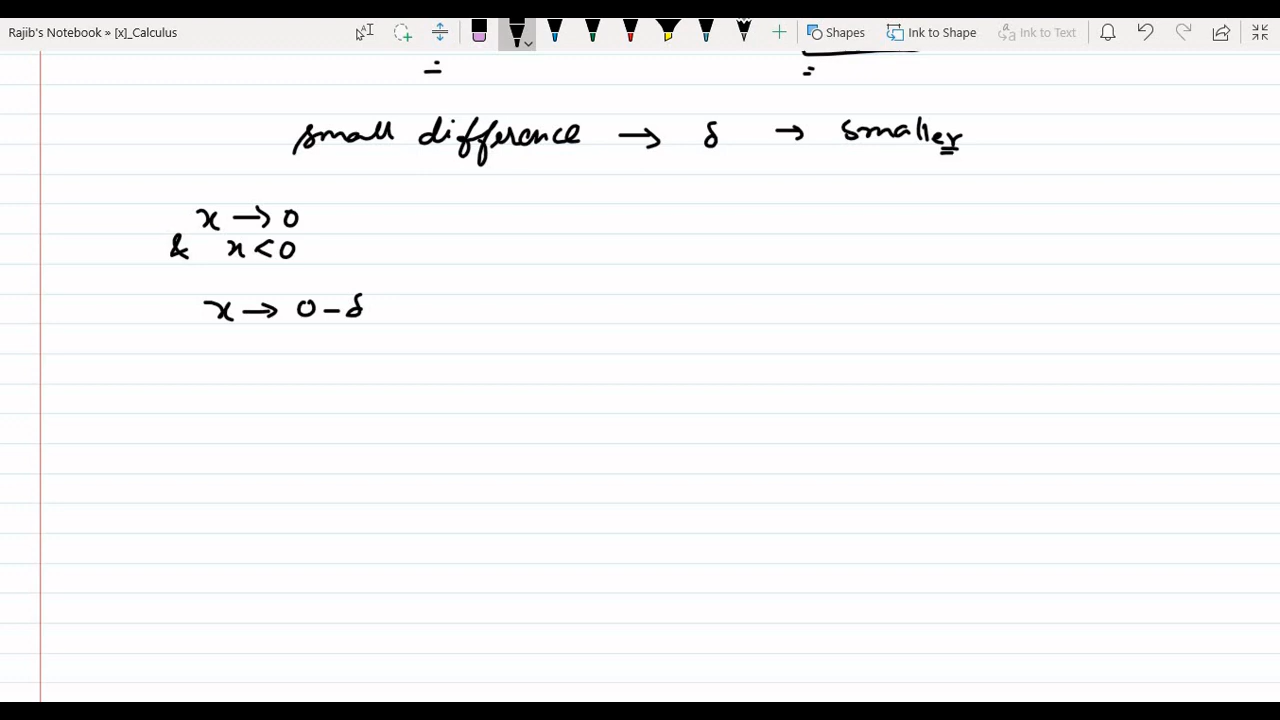 Rajib's Notebook » [x]_Calculus
Shapes Ink to Shape Ink to Text
small difference → δ → smaller
x → 0
& x < 0
x → 0 - δ